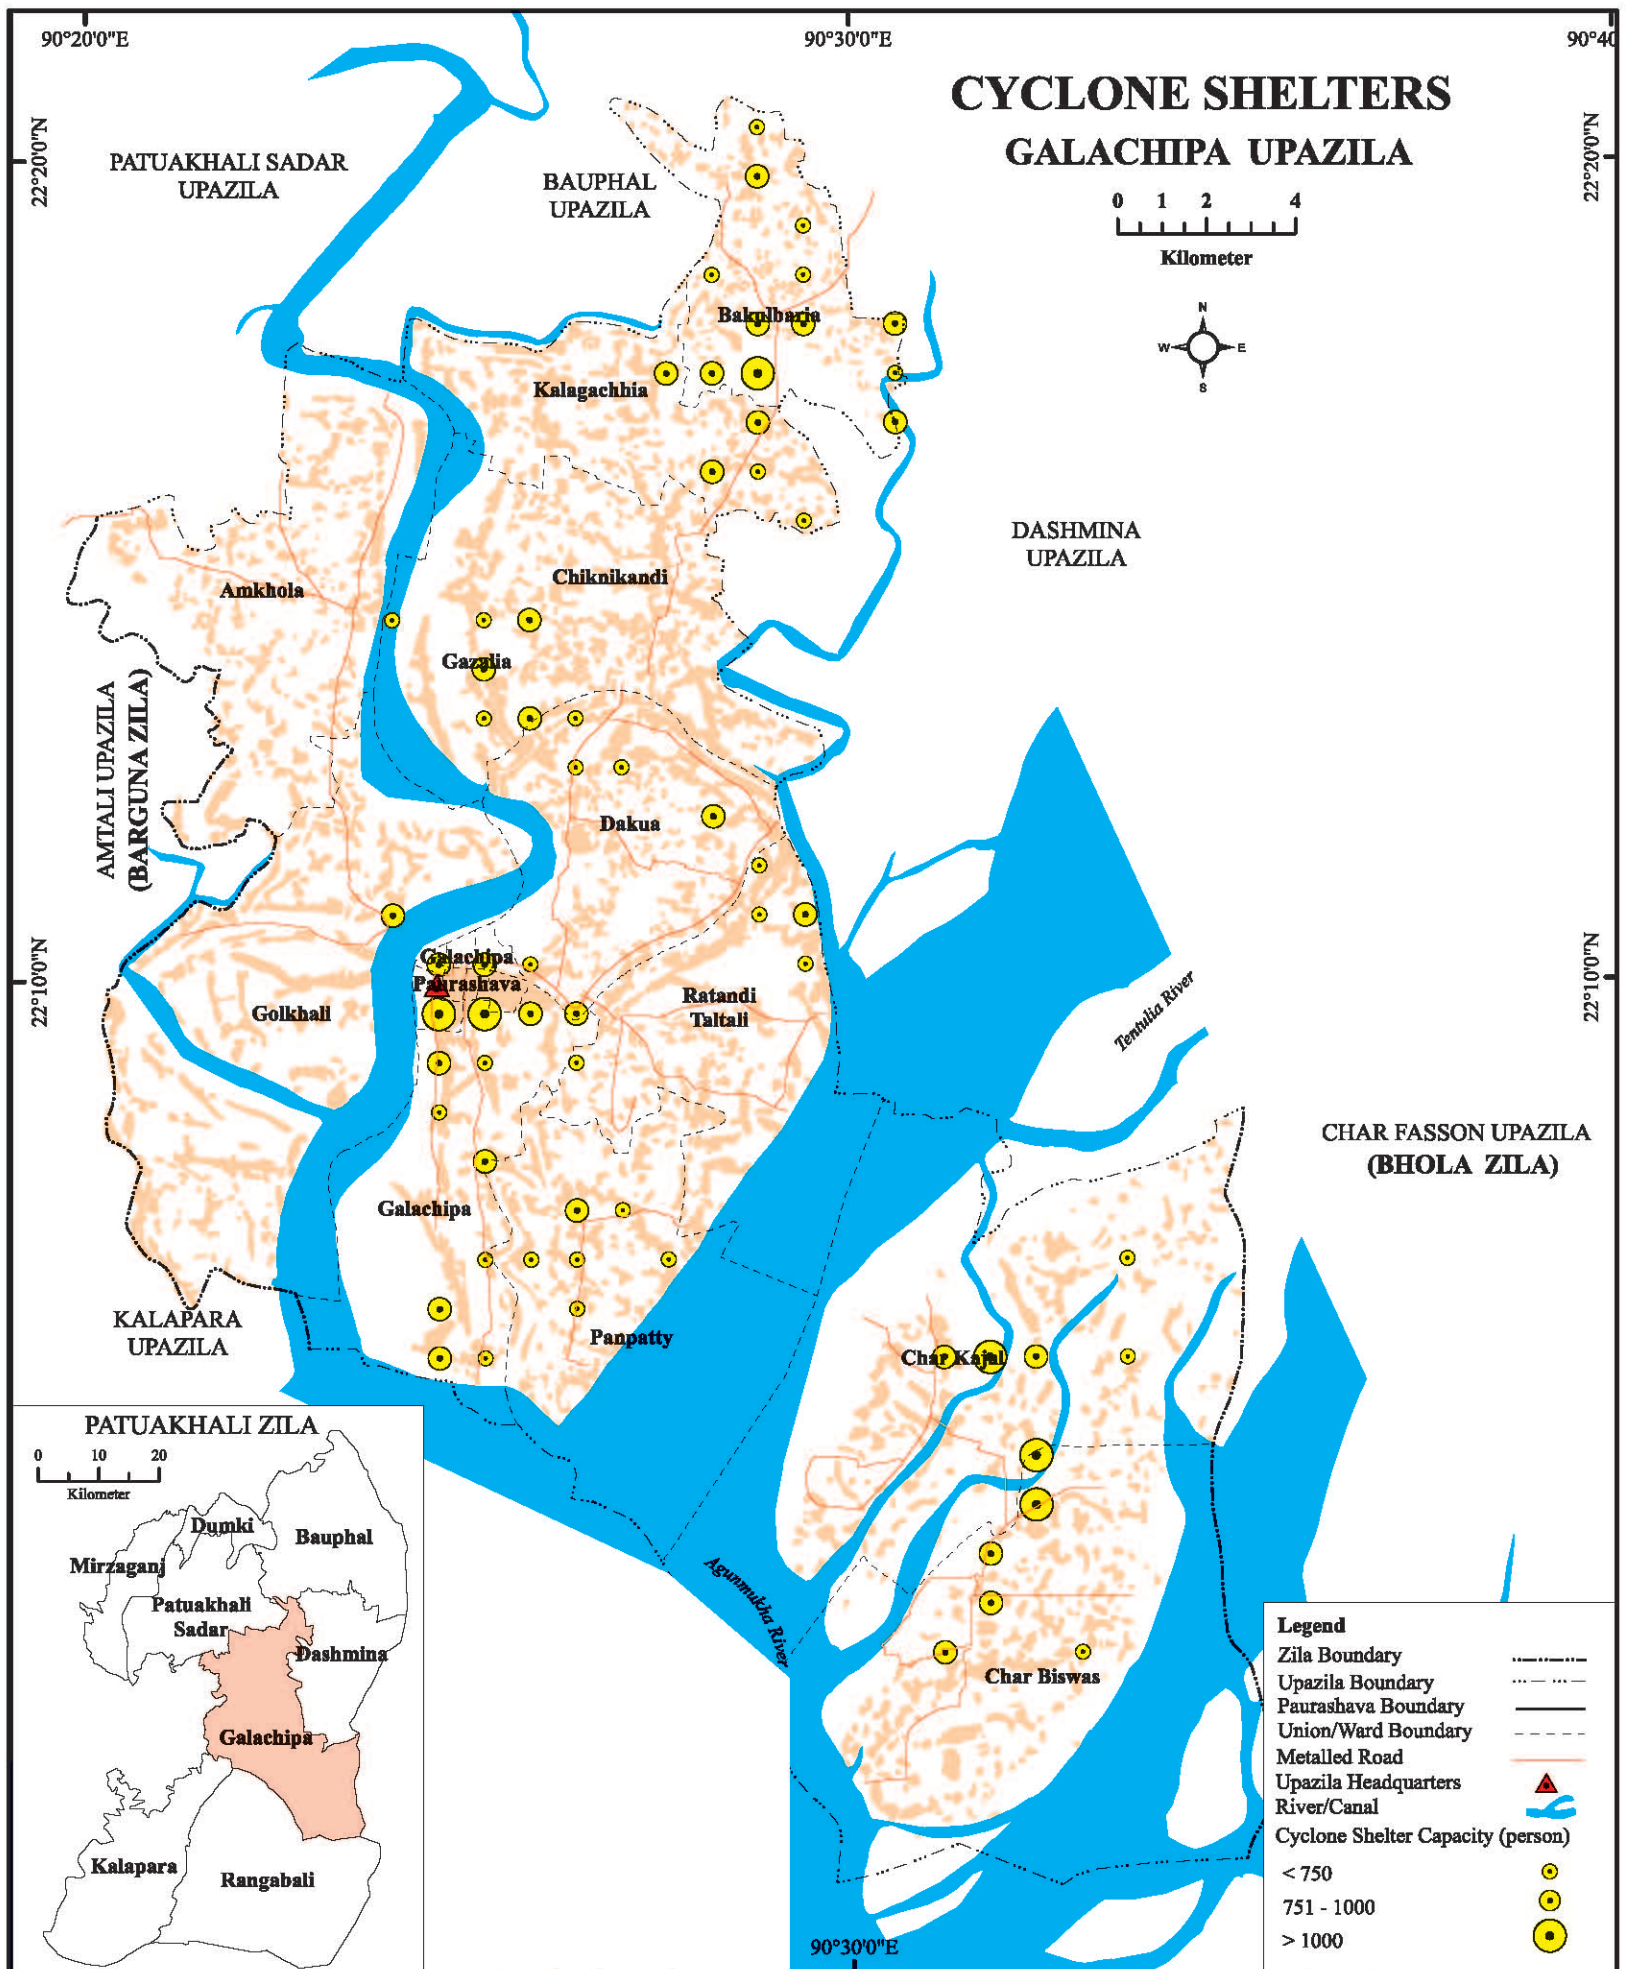 90°20'0"E
90°30'0"E
90°40
CYCLONE SHELTERS
GALACHIPA UPAZILA
22°20'0"N
22°20'0"N
PATUAKHALI SADAR
UPAZILA
BAUPHAL
UPAZILA
0 1 2 4
Kilometer
N
W E
S
Bakulbaria
Kalagachhia
DASHMINA
UPAZILA
Chiknikandi
Amkhola
Gazalia
AMTALI UPAZILA
(BARGUNA ZILA)
Dakua
22°10'0"N
22°10'0"N
Galachipa
Paurashava
Golkhali
Ratandi
Taltali
Tentulia River
CHAR FASSON UPAZILA
(BHOLA ZILA)
Galachipa
KALAPARA
UPAZILA
Panpatty
Char Kajal
Agunmukha River
Char Biswas
PATUAKHALI ZILA
0 10 20
Kilometer
Dumki
Bauphal
Mirzaganj
Patuakhali
Sadar
Dashmina
Galachipa
Kalapara
Rangabali
Legend
Zila Boundary
Upazila Boundary
Paurashava Boundary
Union/Ward Boundary
Metalled Road
Upazila Headquarters
River/Canal
Cyclone Shelter Capacity (person)
< 750
751 - 1000
> 1000
90°30'0"E